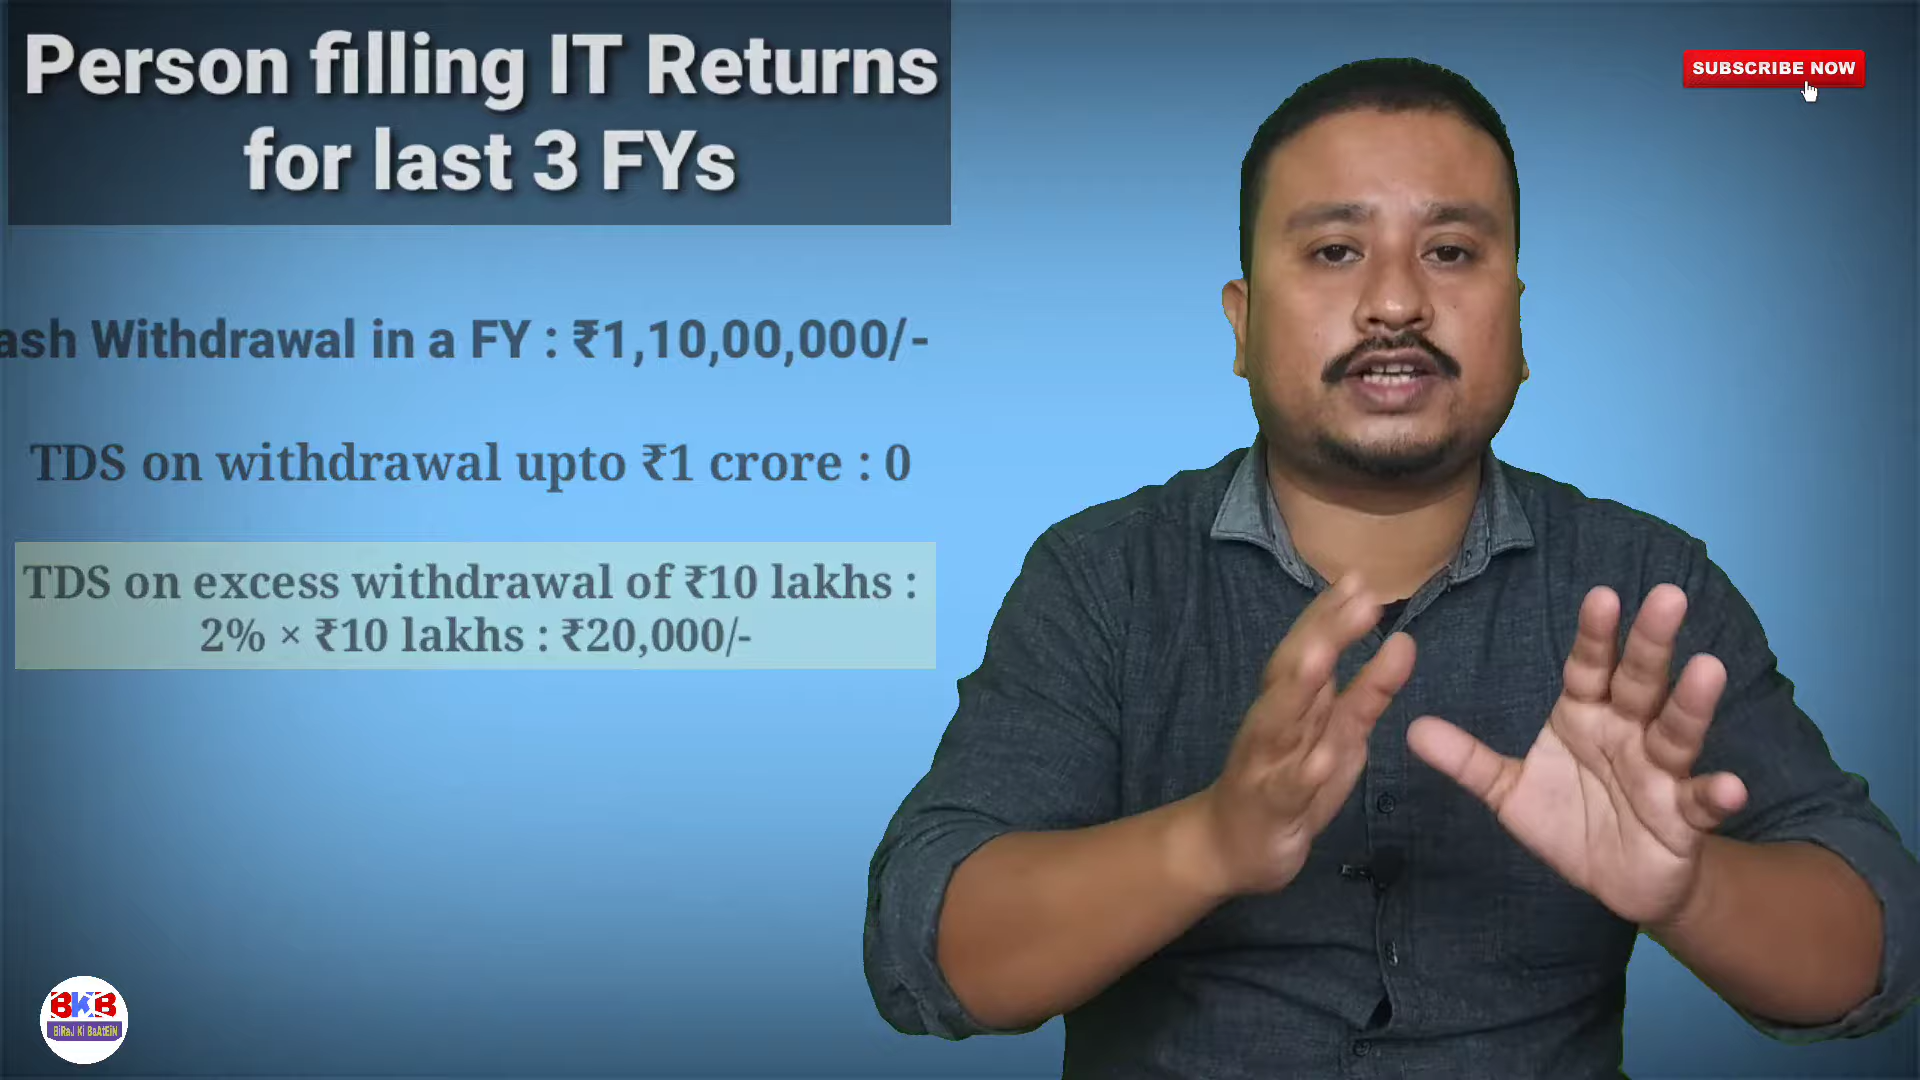 Person filling IT Returns
for last 3 FYs
SUBSCRIBE NOW
ash Withdrawal in a FY : ₹1,10,00,000/-
TDS on withdrawal upto ₹1 crore : 0
TDS on excess withdrawal of ₹10 lakhs :
2% × ₹10 lakhs : ₹20,000/-
BKB
BiRaJ Ki BaAtEiN